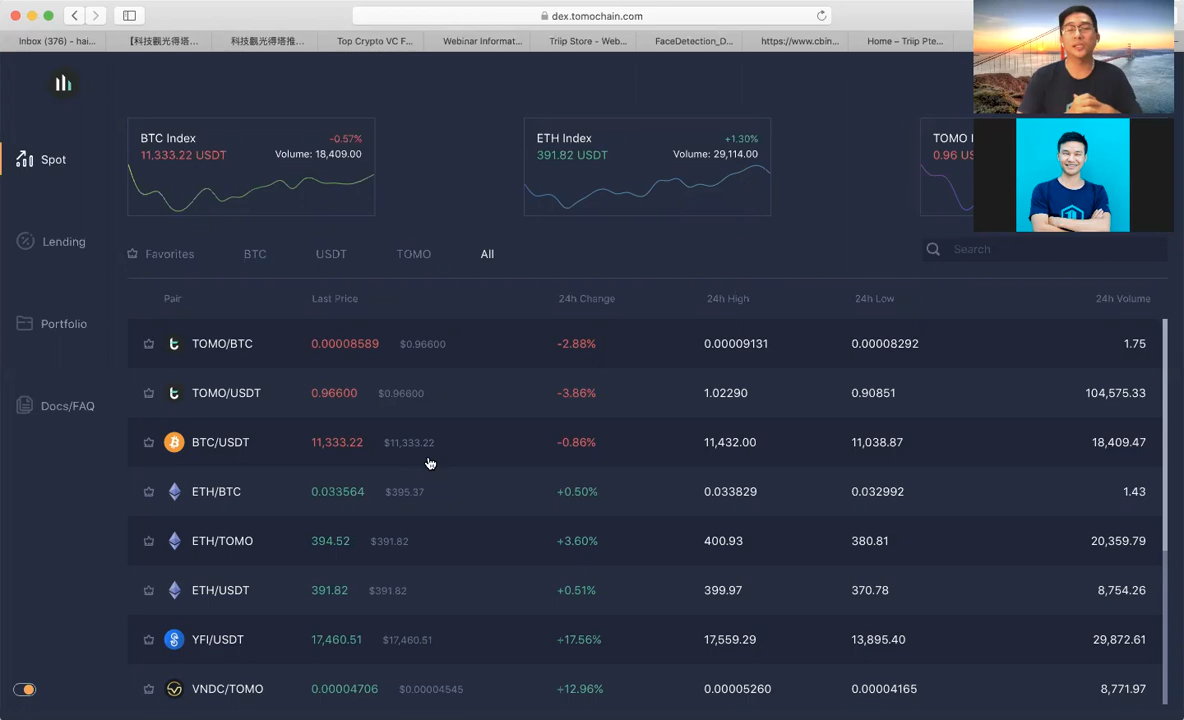 dex.tomochain.com
Inbox (376) – hai...
【科技觀光得塔...
科技觀光得塔推...
Top Crypto VC F...
Webinar Informat...
Triip Store - Web...
FaceDetection_D...
https://www.cbin...
Home – Triip Pte...
BTC Index
-0.57%
11,333.22 USDT
Volume: 18,409.00
ETH Index
+1.30%
391.82 USDT
Volume: 29,114.00
TOMO I
0.96 US
Spot
Lending
Portfolio
Docs/FAQ
Favorites BTC USDT TOMO All
Search
Pair Last Price 24h Change 24h High 24h Low 24h Volume
TOMO/BTC 0.00008589 $0.96600 -2.88% 0.00009131 0.00008292 1.75
TOMO/USDT 0.96600 $0.96600 -3.86% 1.02290 0.90851 104,575.33
BTC/USDT 11,333.22 $11,333.22 -0.86% 11,432.00 11,038.87 18,409.47
ETH/BTC 0.033564 $395.37 +0.50% 0.033829 0.032992 1.43
ETH/TOMO 394.52 $391.82 +3.60% 400.93 380.81 20,359.79
ETH/USDT 391.82 $391.82 +0.51% 399.97 370.78 8,754.26
YFI/USDT 17,460.51 $17,460.51 +17.56% 17,559.29 13,895.40 29,872.61
VNDC/TOMO 0.00004706 $0.00004545 +12.96% 0.00005260 0.00004165 8,771.97